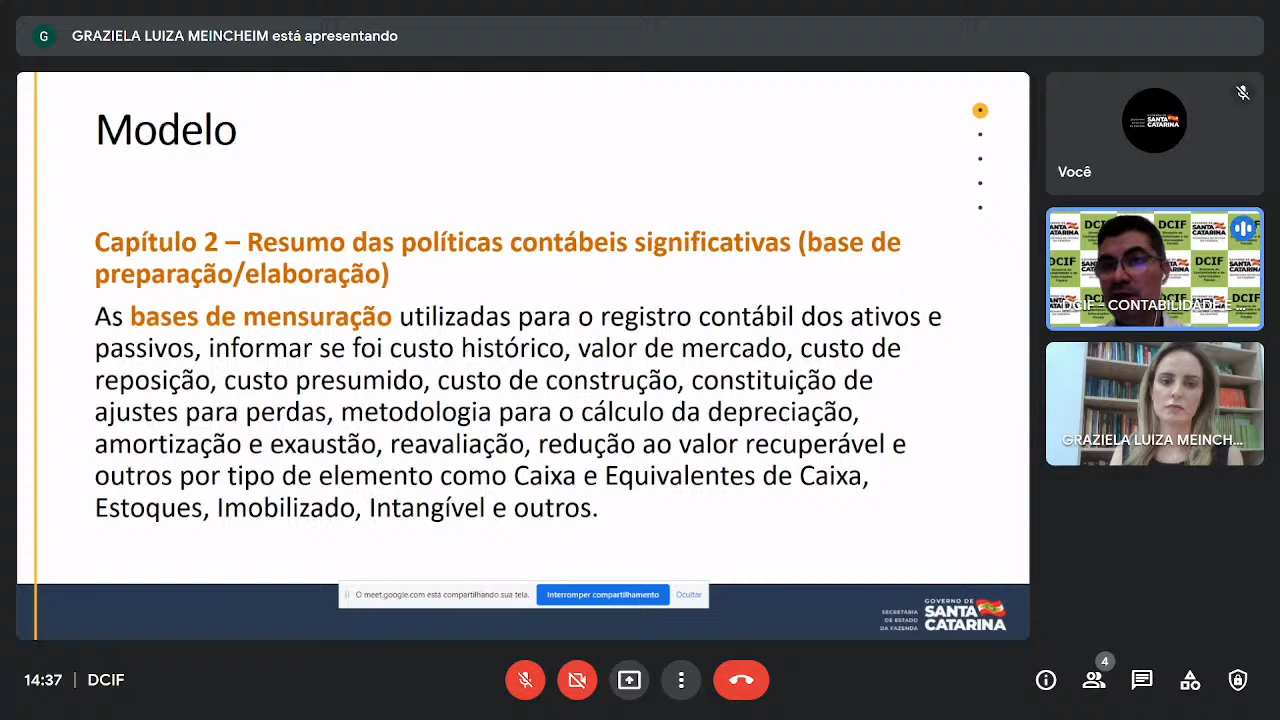 G GRAZIELA LUIZA MEINCHEIM está apresentando
Modelo
Capítulo 2 – Resumo das políticas contábeis significativas (base de
preparação/elaboração)
As bases de mensuração utilizadas para o registro contábil dos ativos e
passivos, informar se foi custo histórico, valor de mercado, custo de
reposição, custo presumido, custo de construção, constituição de
ajustes para perdas, metodologia para o cálculo da depreciação,
amortização e exaustão, reavaliação, redução ao valor recuperável e
outros por tipo de elemento como Caixa e Equivalentes de Caixa,
Estoques, Imobilizado, Intangível e outros.
O meet.google.com está compartilhando sua tela. Interromper compartilhamento Ocultar
SECRETARIA
DE ESTADO
DA FAZENDA
GOVERNO DE
SANTA
CATARINA
SANTA
CATARINA
Você
DCIF
DCIF
DCIF
DCIF – CONTABILIDADE E
GRAZIELA LUIZA MEINCH...
14:37 | DCIF
4